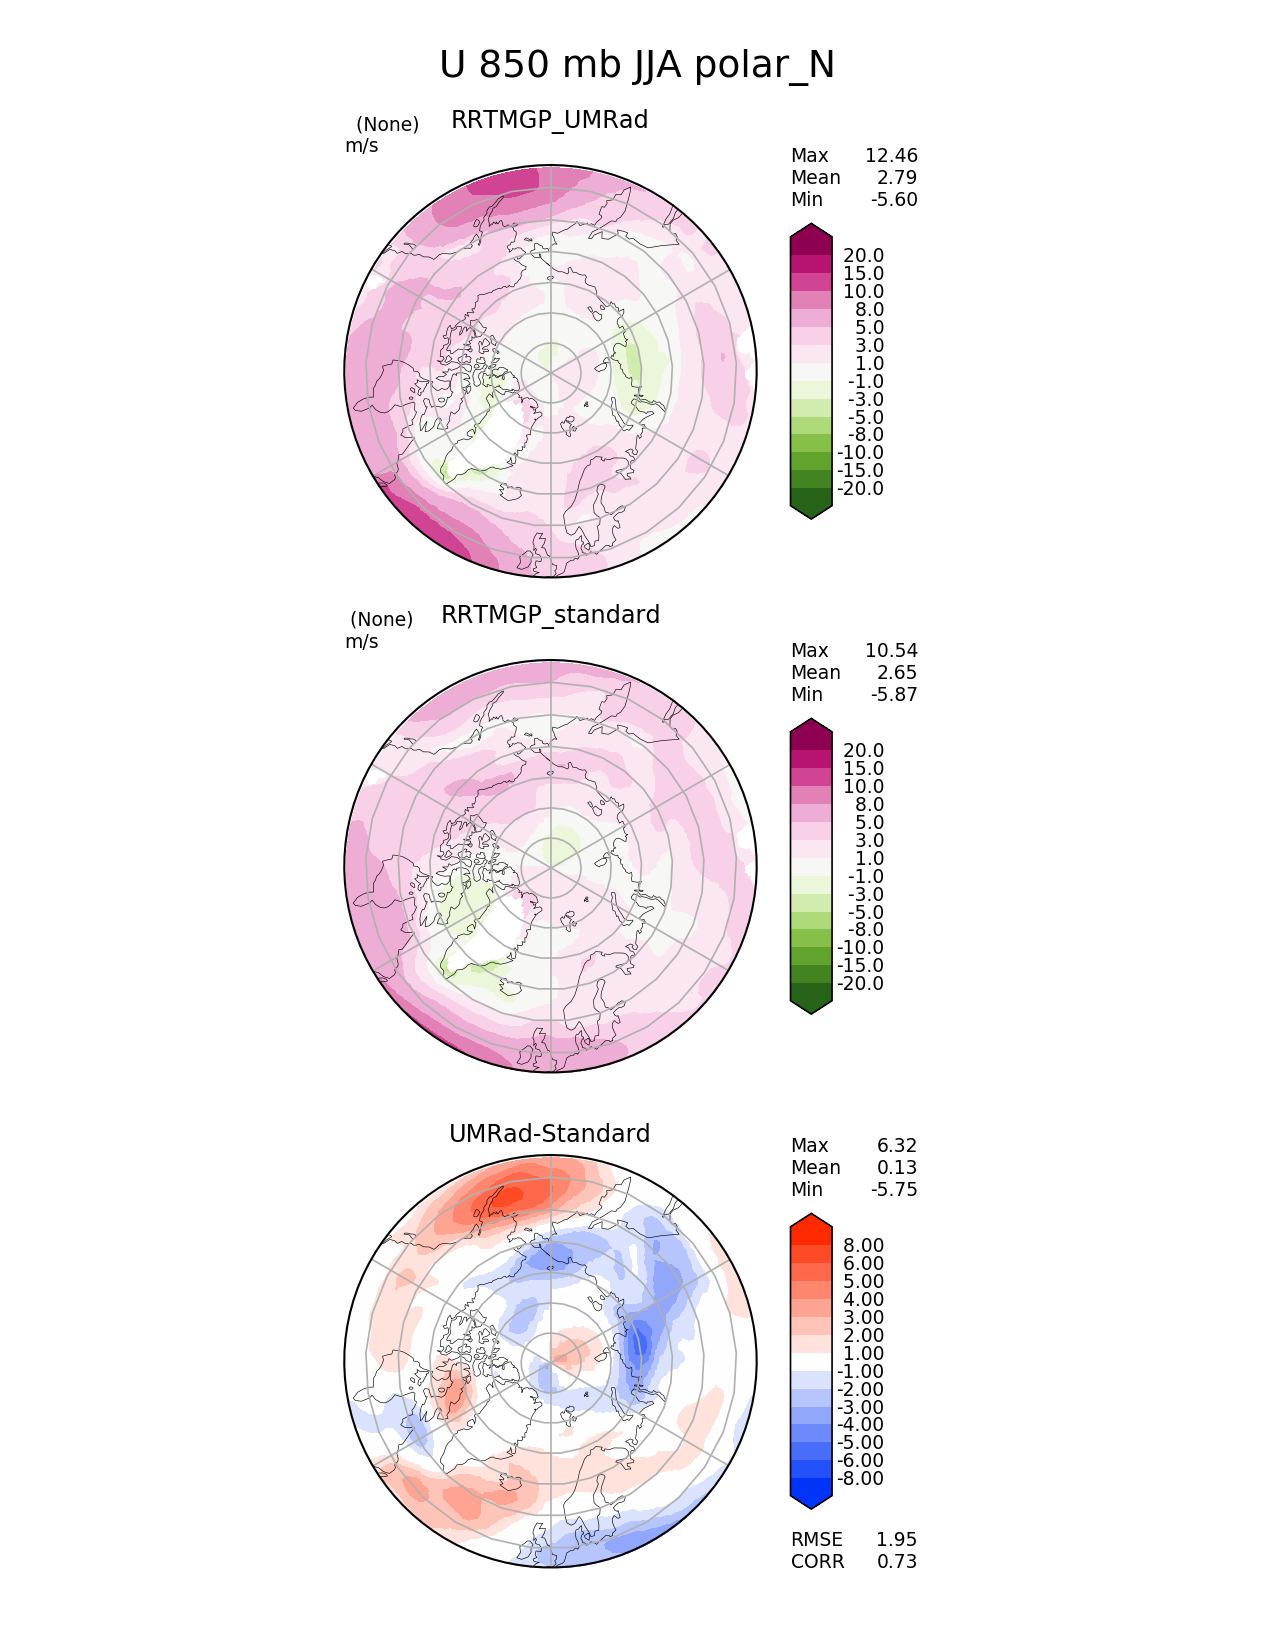 U 850 mb JJA polar_N
(None) RRTMGP_UMRad
m/s
Max 12.46
Mean 2.79
Min -5.60
20.0
15.0
10.0
8.0
5.0
3.0
1.0
-1.0
-3.0
-5.0
-8.0
-10.0
-15.0
-20.0
(None) RRTMGP_standard
m/s
Max 10.54
Mean 2.65
Min -5.87
20.0
15.0
10.0
8.0
5.0
3.0
1.0
-1.0
-3.0
-5.0
-8.0
-10.0
-15.0
-20.0
UMRad-Standard
Max 6.32
Mean 0.13
Min -5.75
8.00
6.00
5.00
4.00
3.00
2.00
1.00
-1.00
-2.00
-3.00
-4.00
-5.00
-6.00
-8.00
RMSE 1.95
CORR 0.73